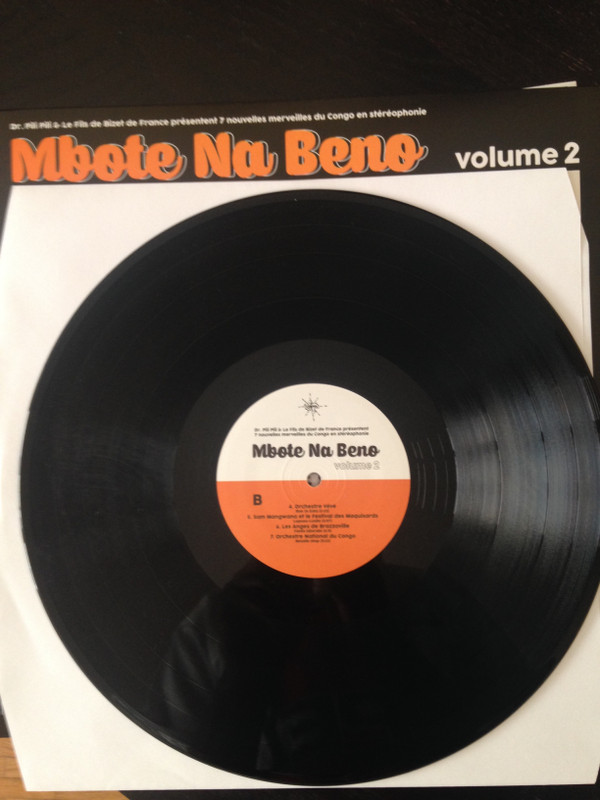 Dr. Pili Pili & Le Fils de Bizet de France présentent 7 nouvelles merveilles du Congo en stéréophonie
Mbote Na Beno
volume 2
Dr. Pili Pili & Le Fils de Bizet de France présentent
7 nouvelles merveilles du Congo en stéréophonie
Mbote Na Beno
volume 2
B
4. Orchestre Vévé
5. Sam Mangwana et le Festival des Maquisards
6. Les Anges de Brazzaville
7. Orchestre National du Congo